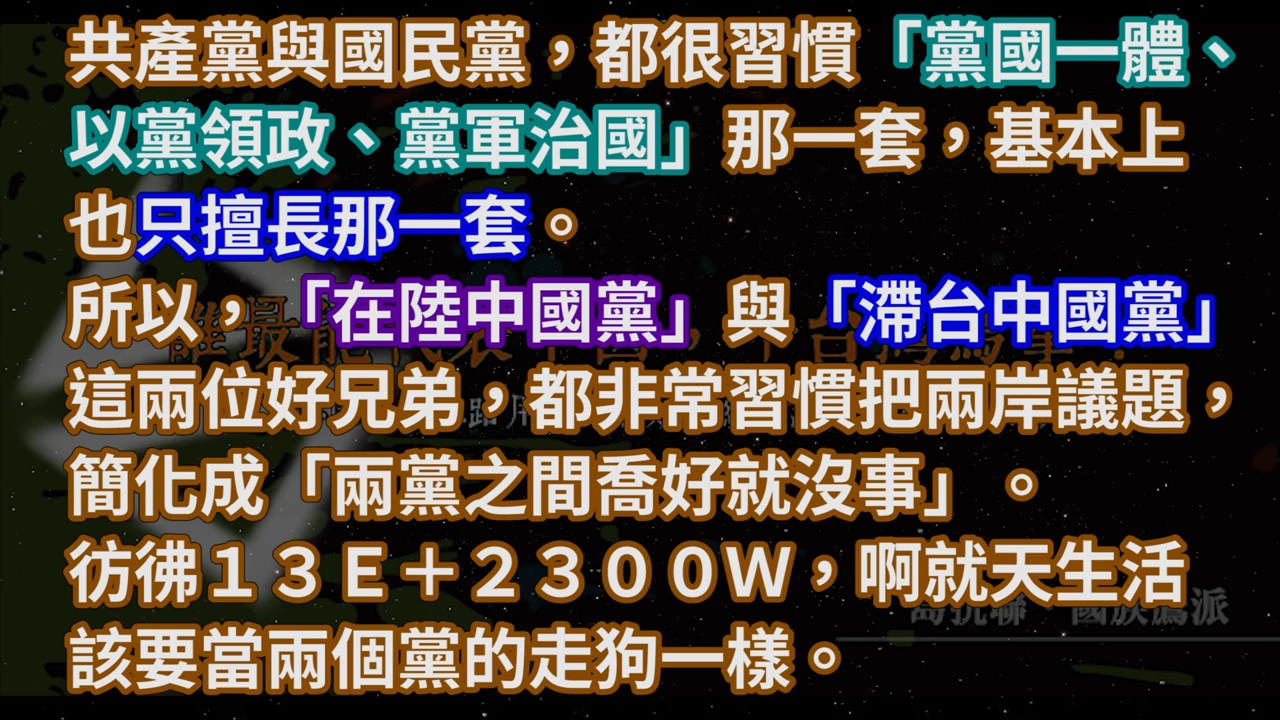 共產黨與國民黨，都很習慣「黨國一體、
以黨領政、黨軍治國」那一套，基本上
也只擅長那一套。
所以，「在陸中國黨」與「滯台中國黨」
這兩位好兄弟，都非常習慣把兩岸議題，
簡化成「兩黨之間喬好就沒事」。
彷彿１３Ｅ＋２３００Ｗ，啊就天生活
該要當兩個黨的走狗一樣。